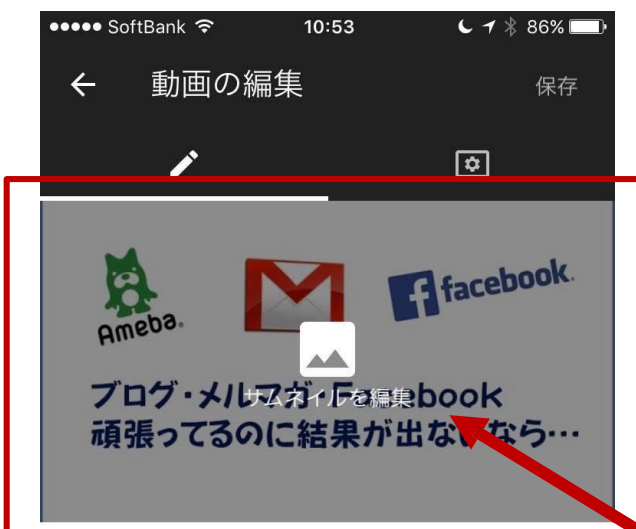 SoftBank 10:53 86%
動画の編集 保存
Ameba.
facebook.
サムネイルを編集
ブログ・メルマガ・Facebook
頑張ってるのに結果が出ないなら…